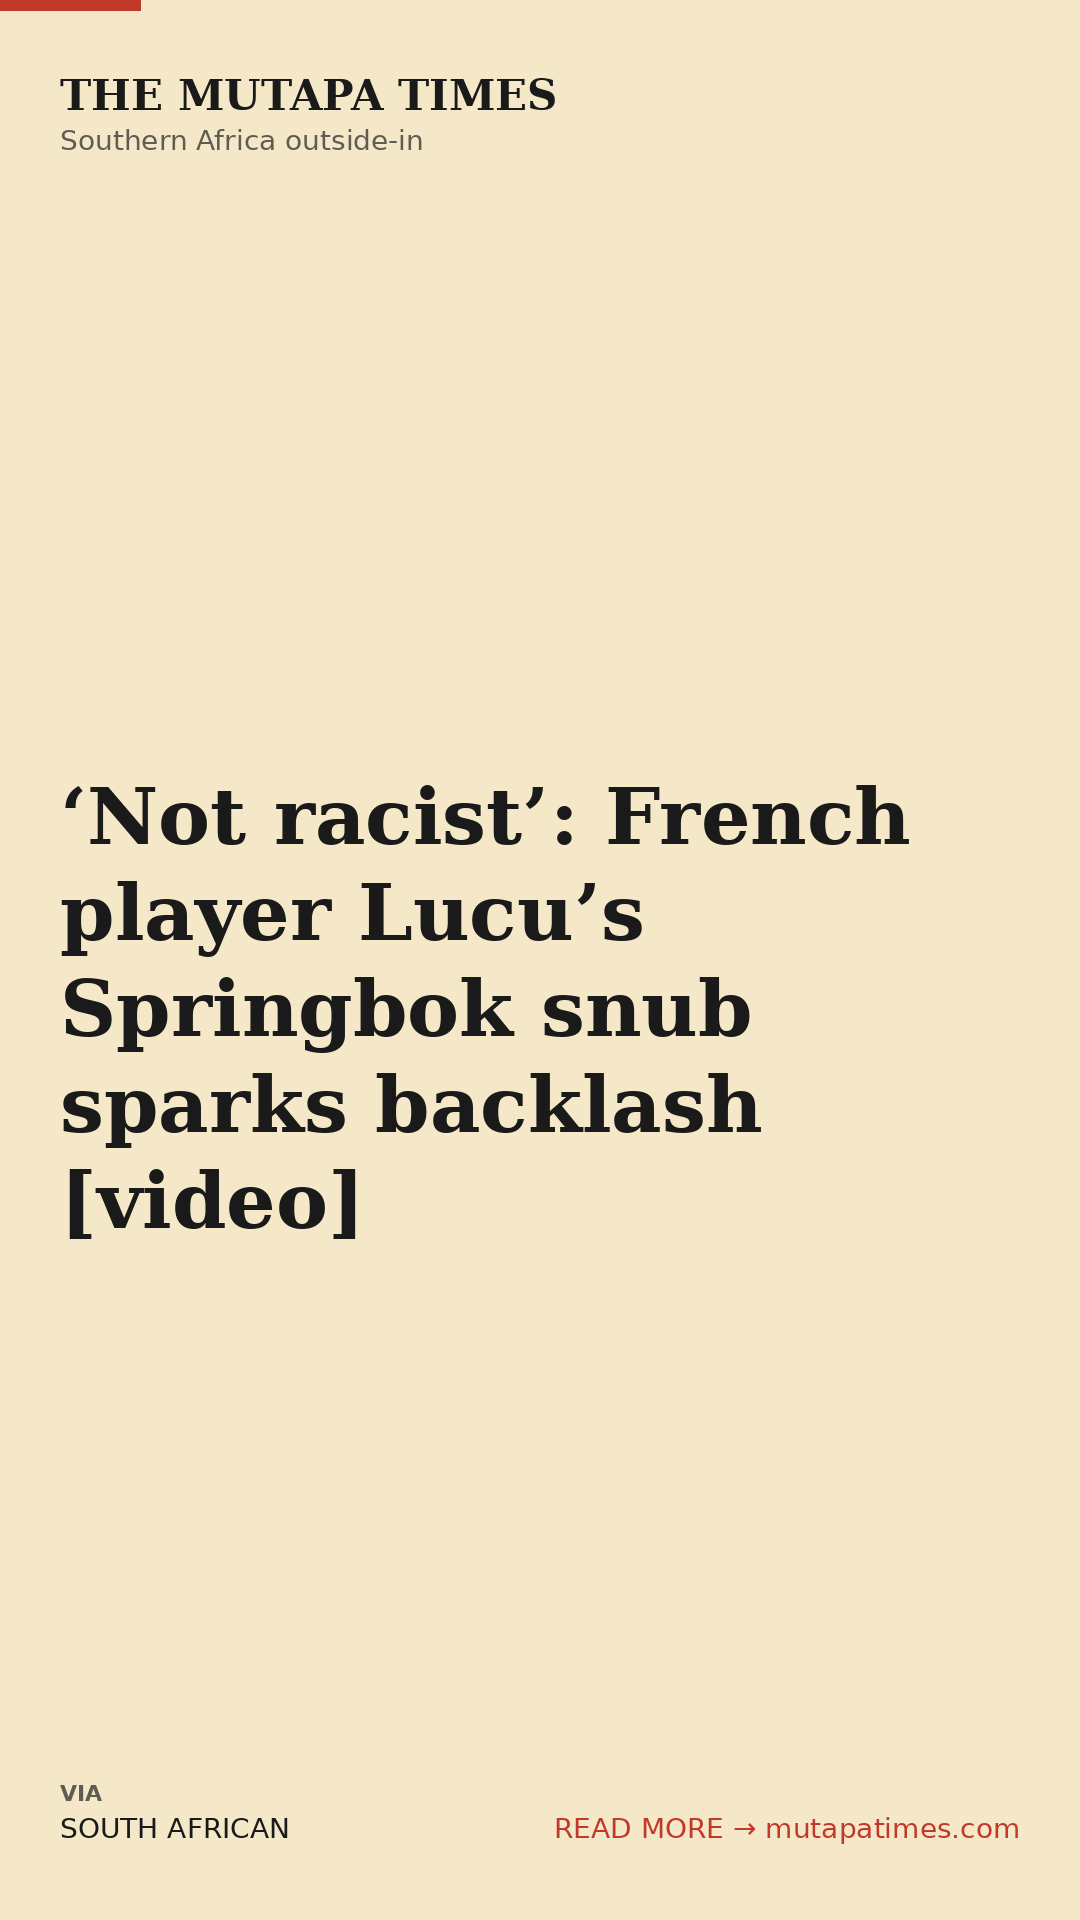 THE MUTAPA TIMES
Southern Africa outside-in
‘Not racist’: French
player Lucu’s
Springbok snub
sparks backlash
[video]
VIA
SOUTH AFRICAN
READ MORE → mutapatimes.com